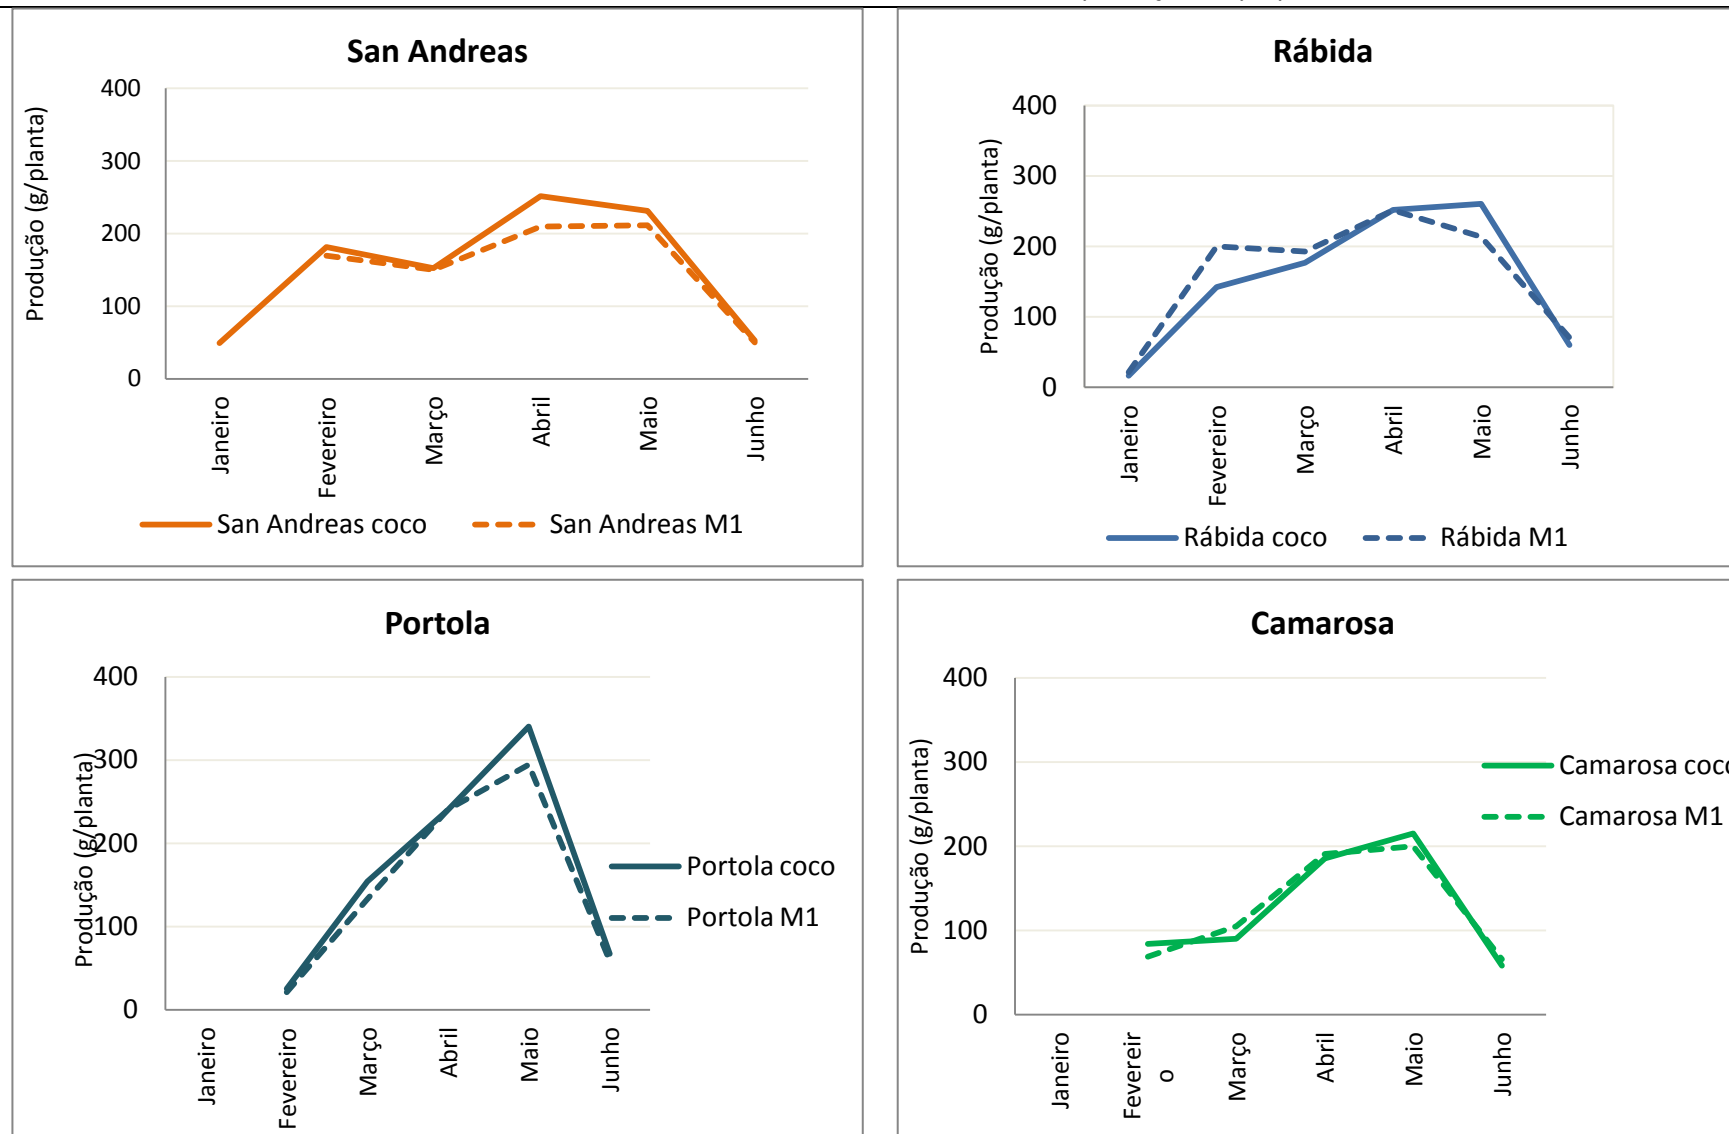 San Andreas
Produção (g/planta)
400
300
200
100
0
Janeiro
Fevereiro
Março
Abril
Maio
Junho
San Andreas coco
San Andreas M1
Rábida
Produção (g/planta)
400
300
200
100
0
Janeiro
Fevereiro
Março
Abril
Maio
Junho
Rábida coco
Rábida M1
Portola
Produção (g/planta)
400
300
200
100
0
Janeiro
Fevereiro
Março
Abril
Maio
Junho
Portola coco
Portola M1
Camarosa
Produção (g/planta)
400
300
200
100
0
Janeiro
Fevereir
o
Março
Abril
Maio
Junho
Camarosa coco
Camarosa M1